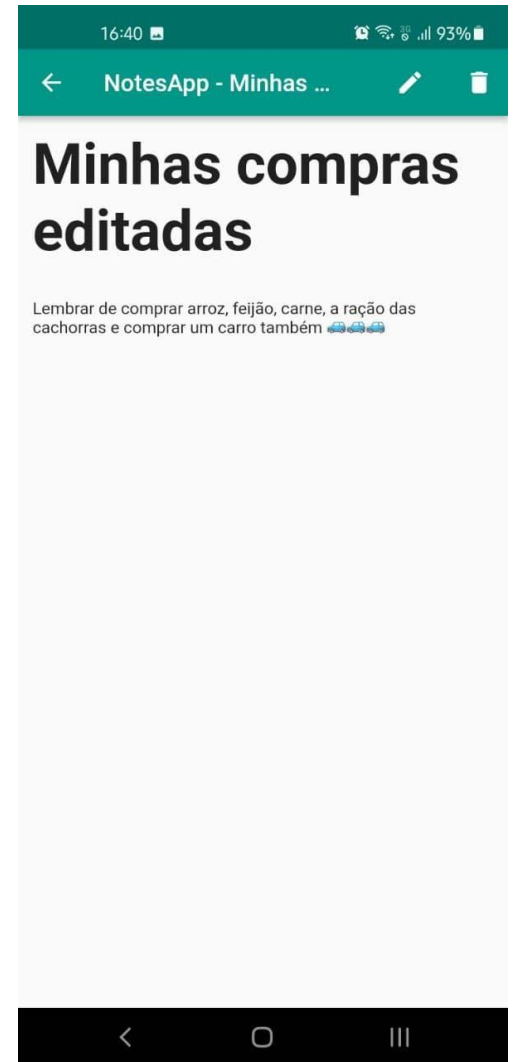 16:40 93%
NotesApp - Minhas ...
Minhas compras
editadas
Lembrar de comprar arroz, feijão, carne, a ração das
cachorras e comprar um carro também 🚙🚙🚙